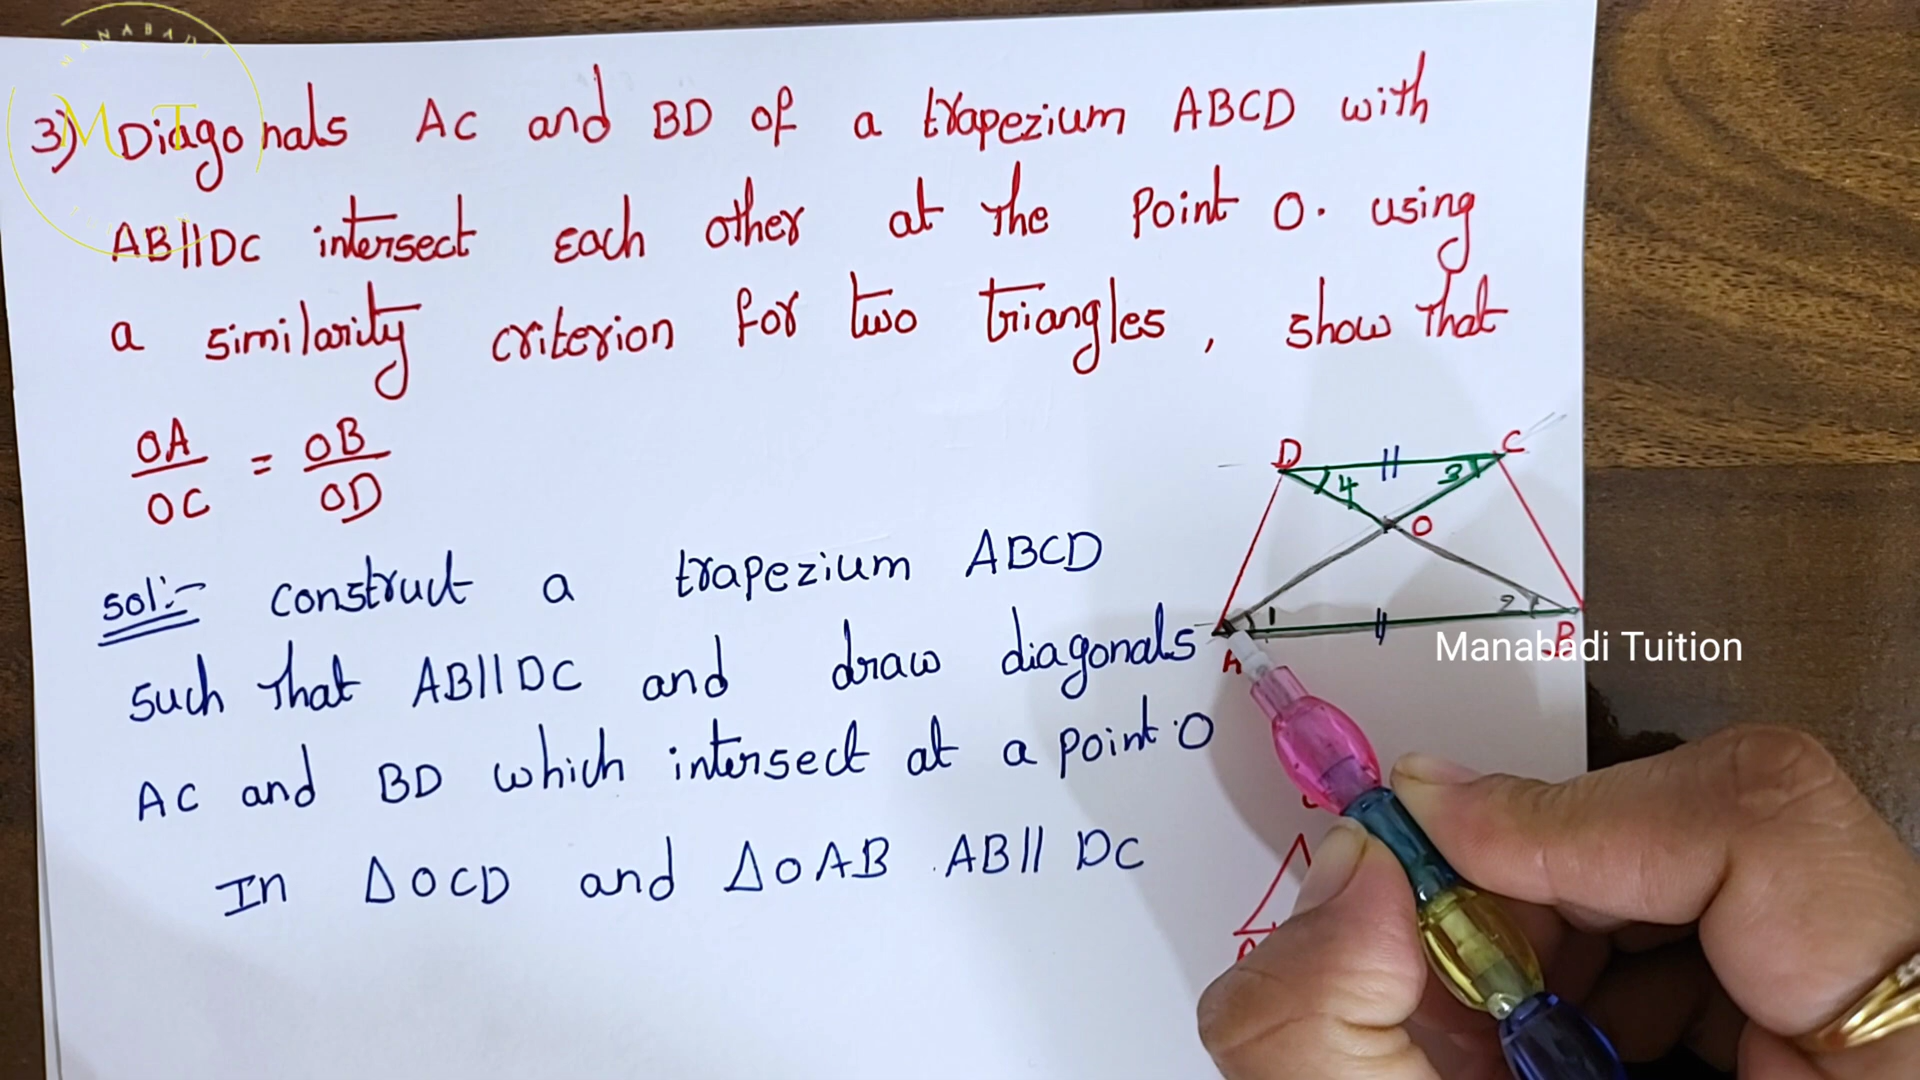 MANABADI
MT
3) Diagonals AC and BD of a trapezium ABCD with
AB||DC intersect each other at the point O. using
a similarity criterion for two triangles, show that
OA/OC = OB/OD
sol:- construct a trapezium ABCD
such that AB||DC and draw diagonals
AC and BD which intersect at a point O
In ΔOCD and ΔOAB AB|| DC
D C
4 3
O
1 2
A B
Manabadi Tuition